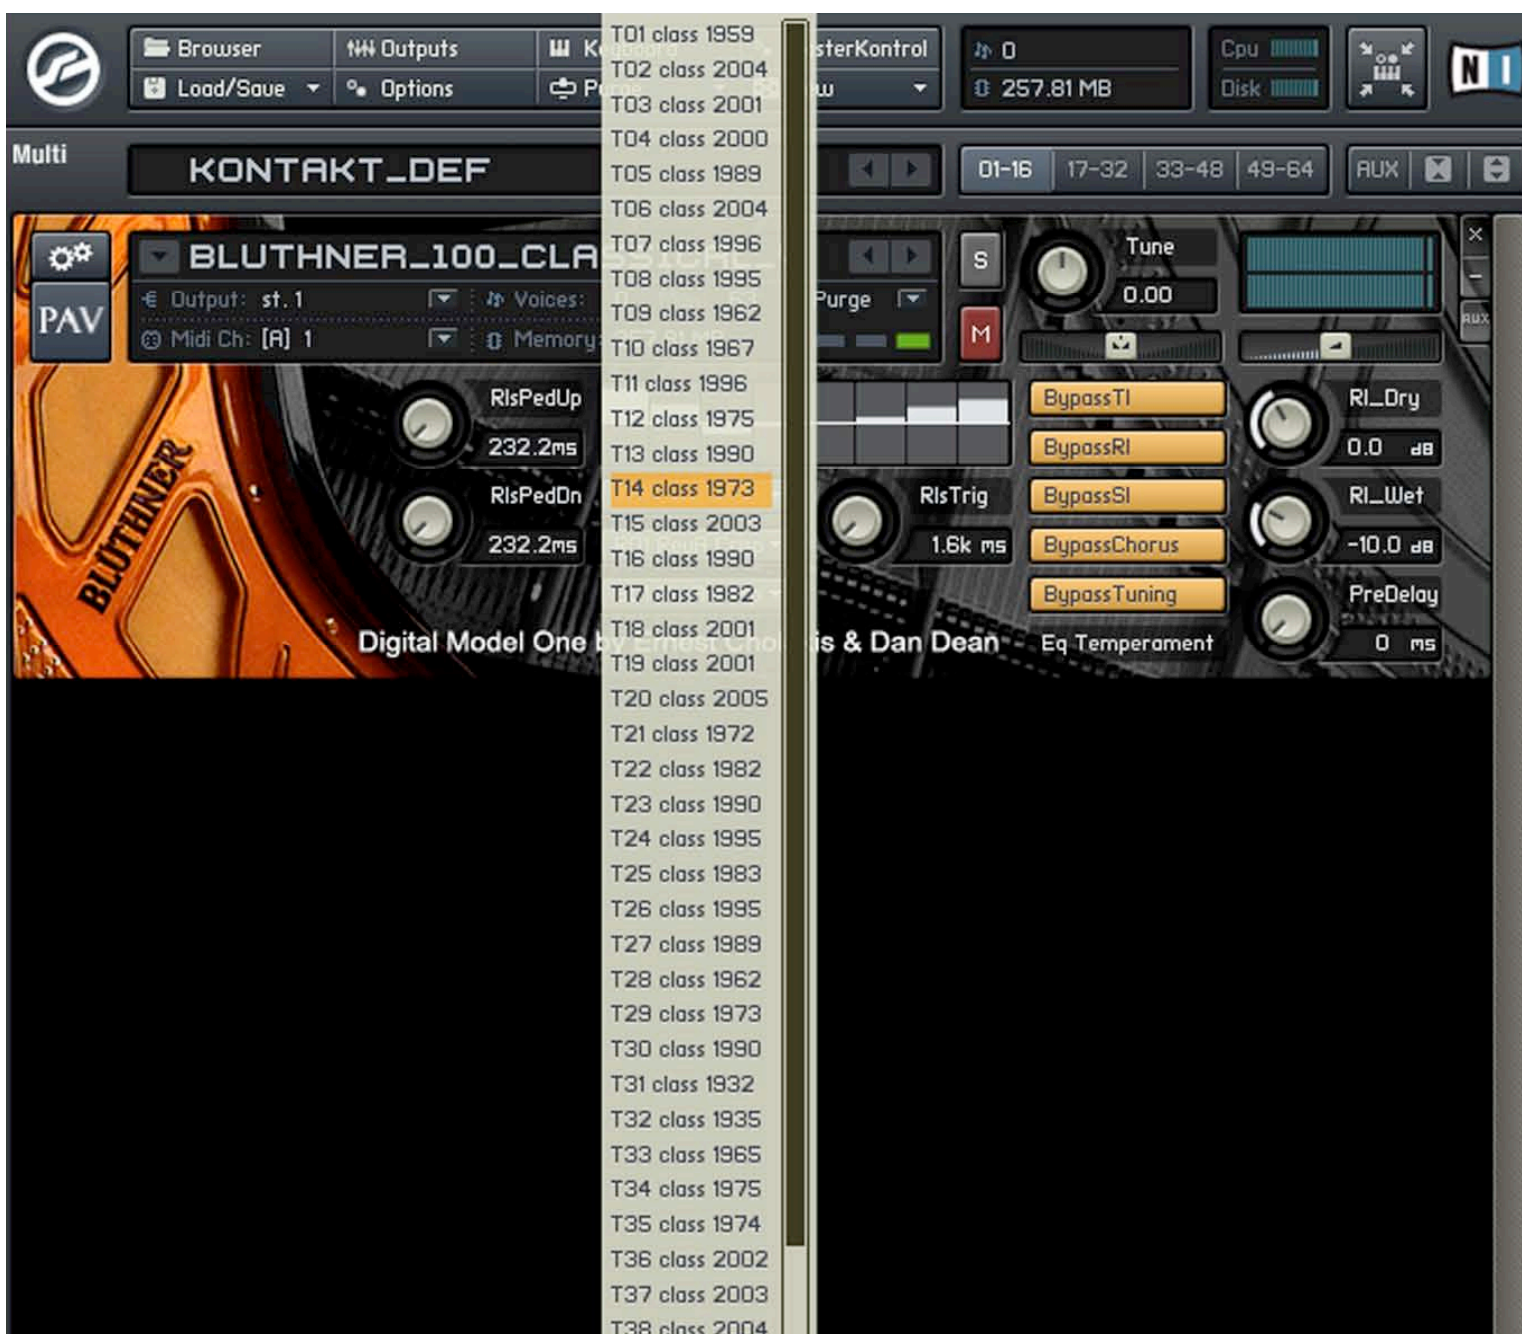 Browser
Outputs
sterKontrol
0
Cpu
Load/Save
Options
257.81 MB
Disk
NI
Multi
KONTAKT_DEF
01-16
17-32
33-48
49-64
AUX
BLUTHNER_100_CLASSICAL
S
Tune
0.00
PAV
Output: st.1
Voices:
Purge
Midi Ch: [A] 1
Memory:
M
AUX
RlsPedUp
232.2ms
RlsPedDn
232.2ms
RlsTrig
1.6k ms
BypassTI
BypassRI
BypassSI
BypassChorus
BypassTuning
Eq Temperament
RI_Dry
0.0 dB
RI_Wet
-10.0 dB
PreDelay
0 ms
BLÜTHNER
Digital Model One by Ernest Cholakis & Dan Dean
T01 class 1959
T02 class 2004
T03 class 2001
T04 class 2000
T05 class 1989
T06 class 2004
T07 class 1996
T08 class 1995
T09 class 1962
T10 class 1967
T11 class 1996
T12 class 1975
T13 class 1990
T14 class 1973
T15 class 2003
T16 class 1990
T17 class 1982
T18 class 2001
T19 class 2001
T20 class 2005
T21 class 1972
T22 class 1982
T23 class 1990
T24 class 1995
T25 class 1983
T26 class 1995
T27 class 1989
T28 class 1962
T29 class 1973
T30 class 1990
T31 class 1932
T32 class 1935
T33 class 1965
T34 class 1975
T35 class 1974
T36 class 2002
T37 class 2003
T38 class 2004